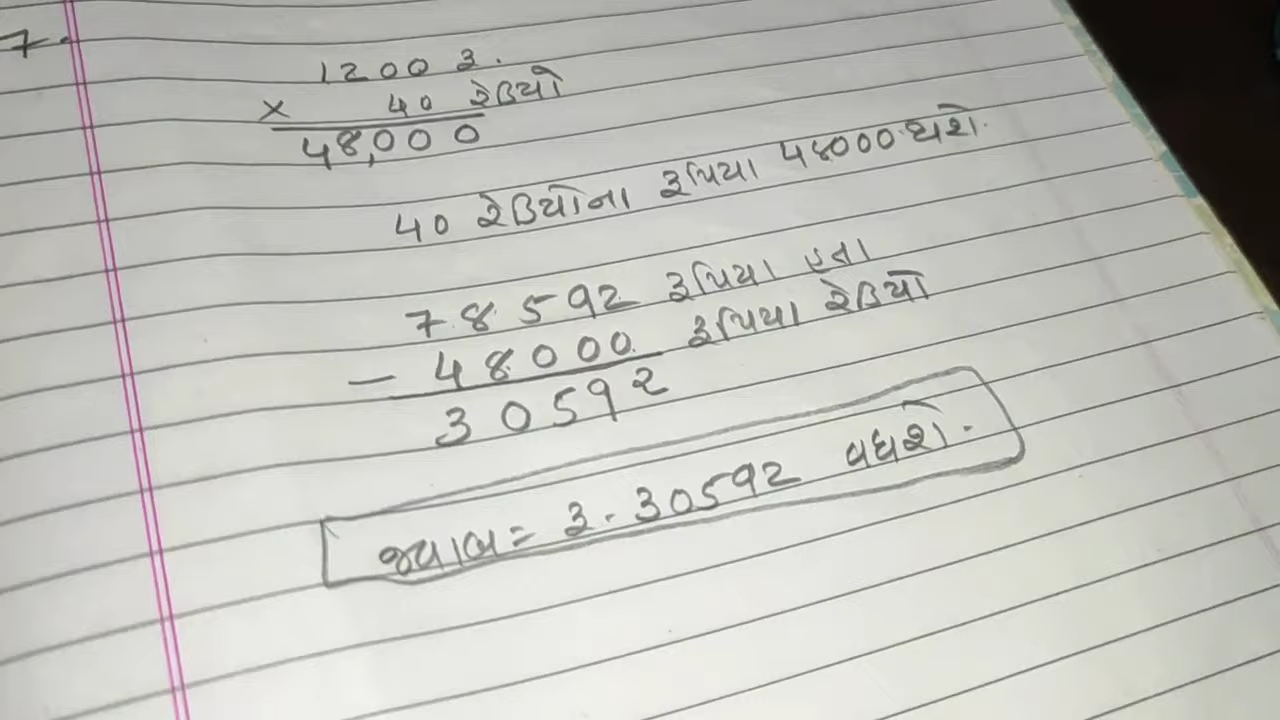 7.
1200 રૂ.
× 40 રેડિયો
48,000
40 રેડિયોના રૂપિયા 48000 થશે.
78592 રૂપિયા હતા
- 48000 રૂપિયા રેડિયો
30592
જવાબ = રૂ. 30592 વધશે.